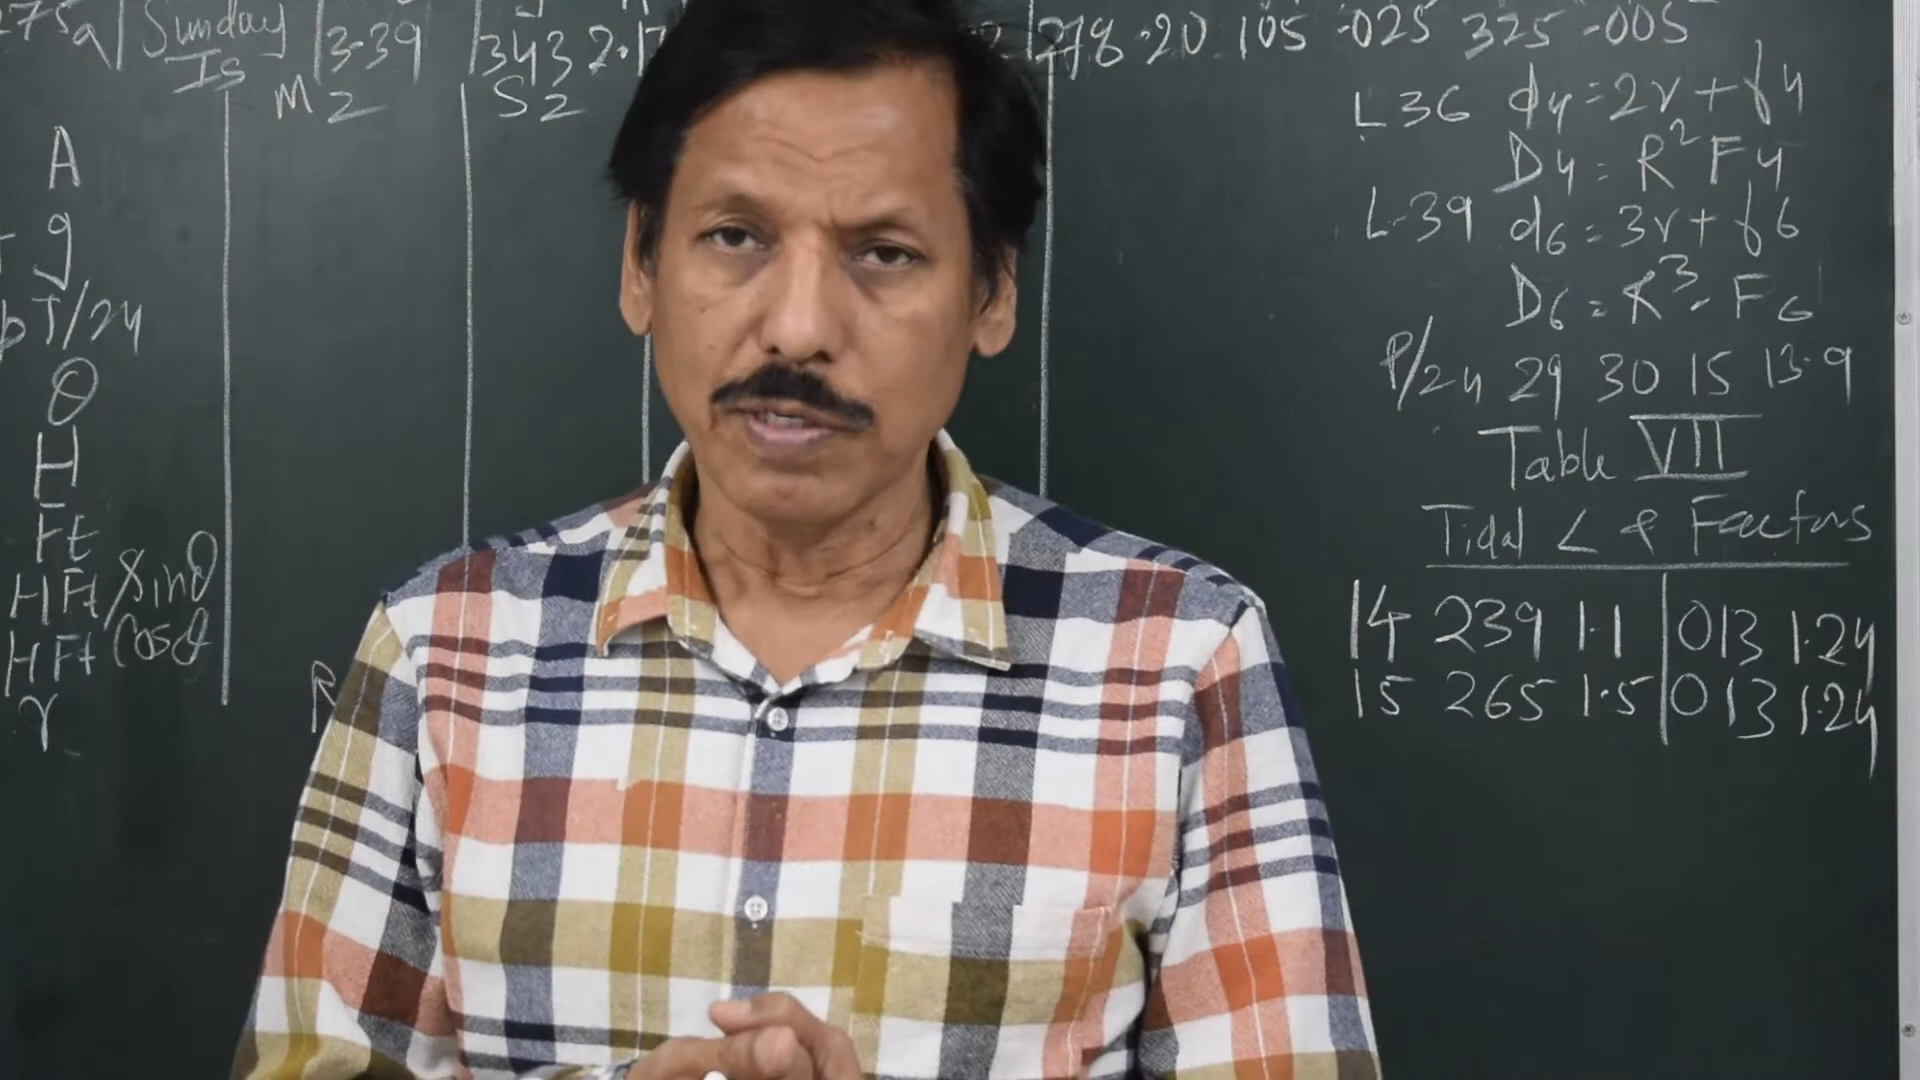 275a Sunday Is 3.39 343 2.17 278 .20 105 -025 325 -005
M2 S2
A
g
pT/24
θ
H
Ft
HFt sinθ
HFt cosθ
r
R
L 36 d4 = 2r + f4
D4 = R² F4
L-39 d6 = 3r + f6
D6 = R³ - F6
P/24 29 30 15 13.9
Table VII
Tidal ∠ & Factors
14 239 1.1 013 1.24
15 265 1.5 013 1.24